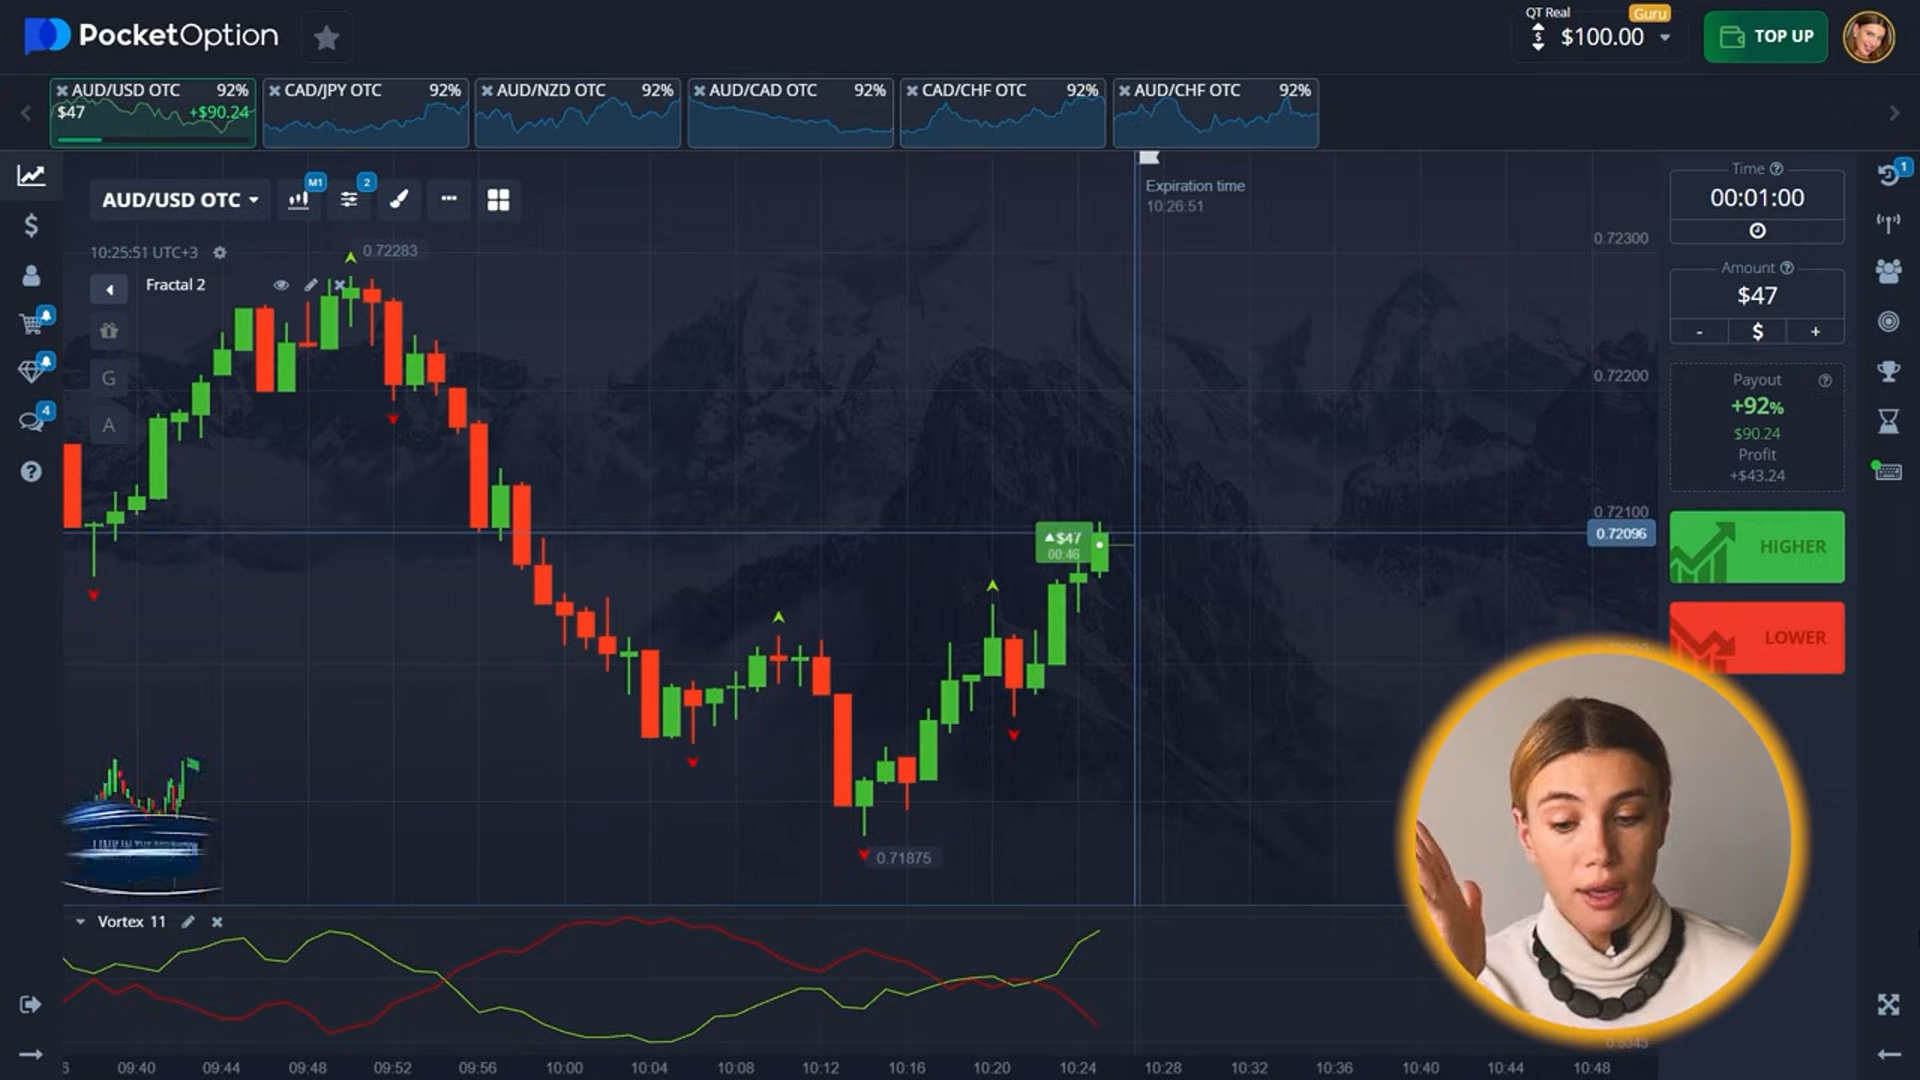 PocketOption
QT Real
Guru
$100.00
TOP UP
AUD/USD OTC 92%
$47 +$90.24
CAD/JPY OTC 92%
AUD/NZD OTC 92%
AUD/CAD OTC 92%
CAD/CHF OTC 92%
AUD/CHF OTC 92%
AUD/USD OTC
M1
2
10:25:51 UTC+3
Fractal 2
G
A
0.72283
Expiration time
10:26:51
0.72300
0.72200
0.72100
0.72096
$47
00:46
0.71875
Time
00:01:00
Amount
$47
- $ +
Payout
+92%
$90.24
Profit
+$43.24
HIGHER
LOWER
1
4
Vortex 11
09:40 09:44 09:48 09:52 09:56 10:00 10:04 10:08 10:12 10:16 10:20 10:24 10:28 10:32 10:36 10:40 10:44 10:48